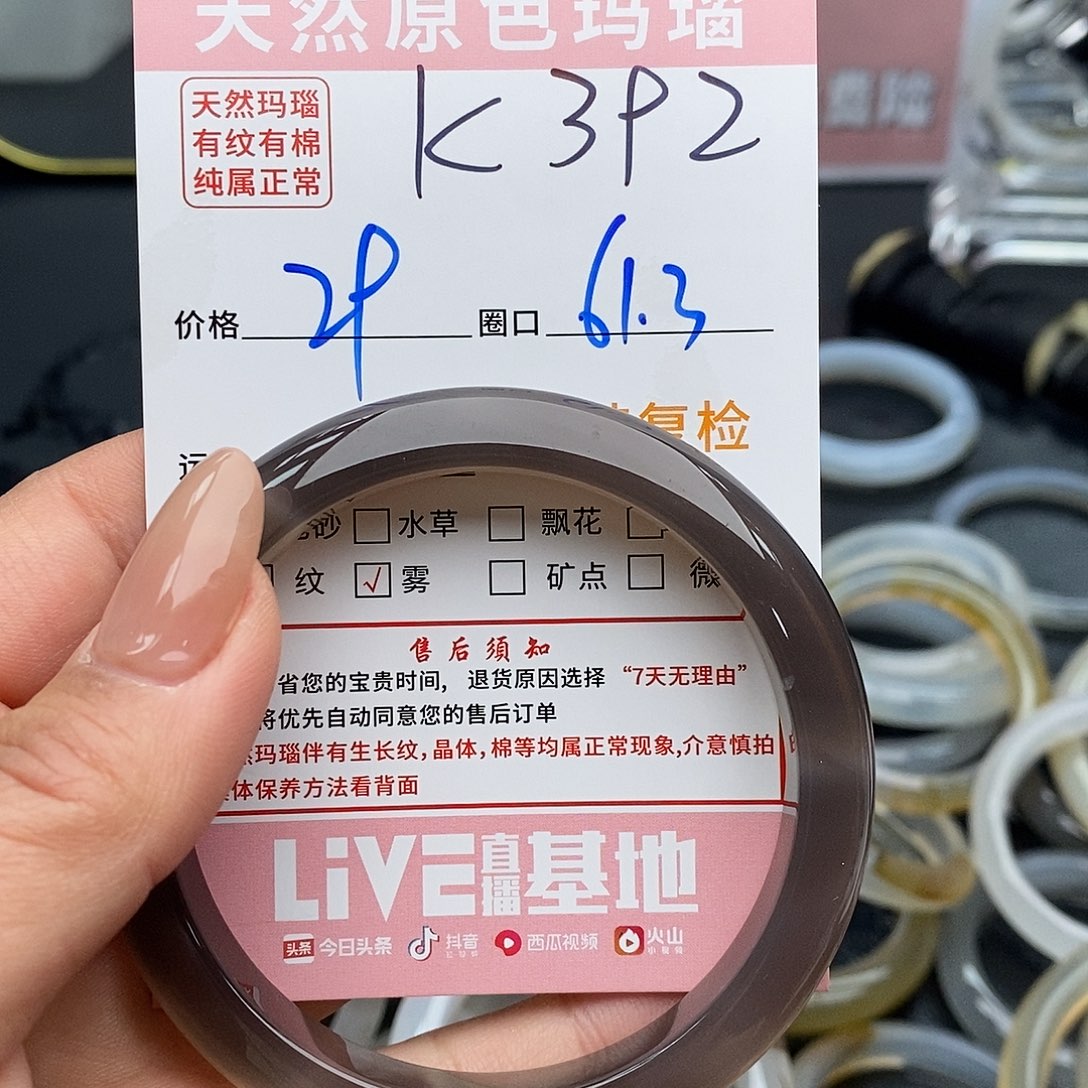 天然原色玛瑙
天然玛瑙
有纹有棉
纯属正常
K3P2
价格 2P 圈口 61.3
复检
运
砂 水草 飘花
纹 √ 雾 矿点 微
售后须知
省您的宝贵时间，退货原因选择 “7天无理由”
将优先自动同意您的售后订单
玛瑙伴有生长纹,晶体,棉等均属正常现象,介意慎拍
体保养方法看背面
LiVE直播基地
头条 今日头条 抖音 西瓜视频 火山